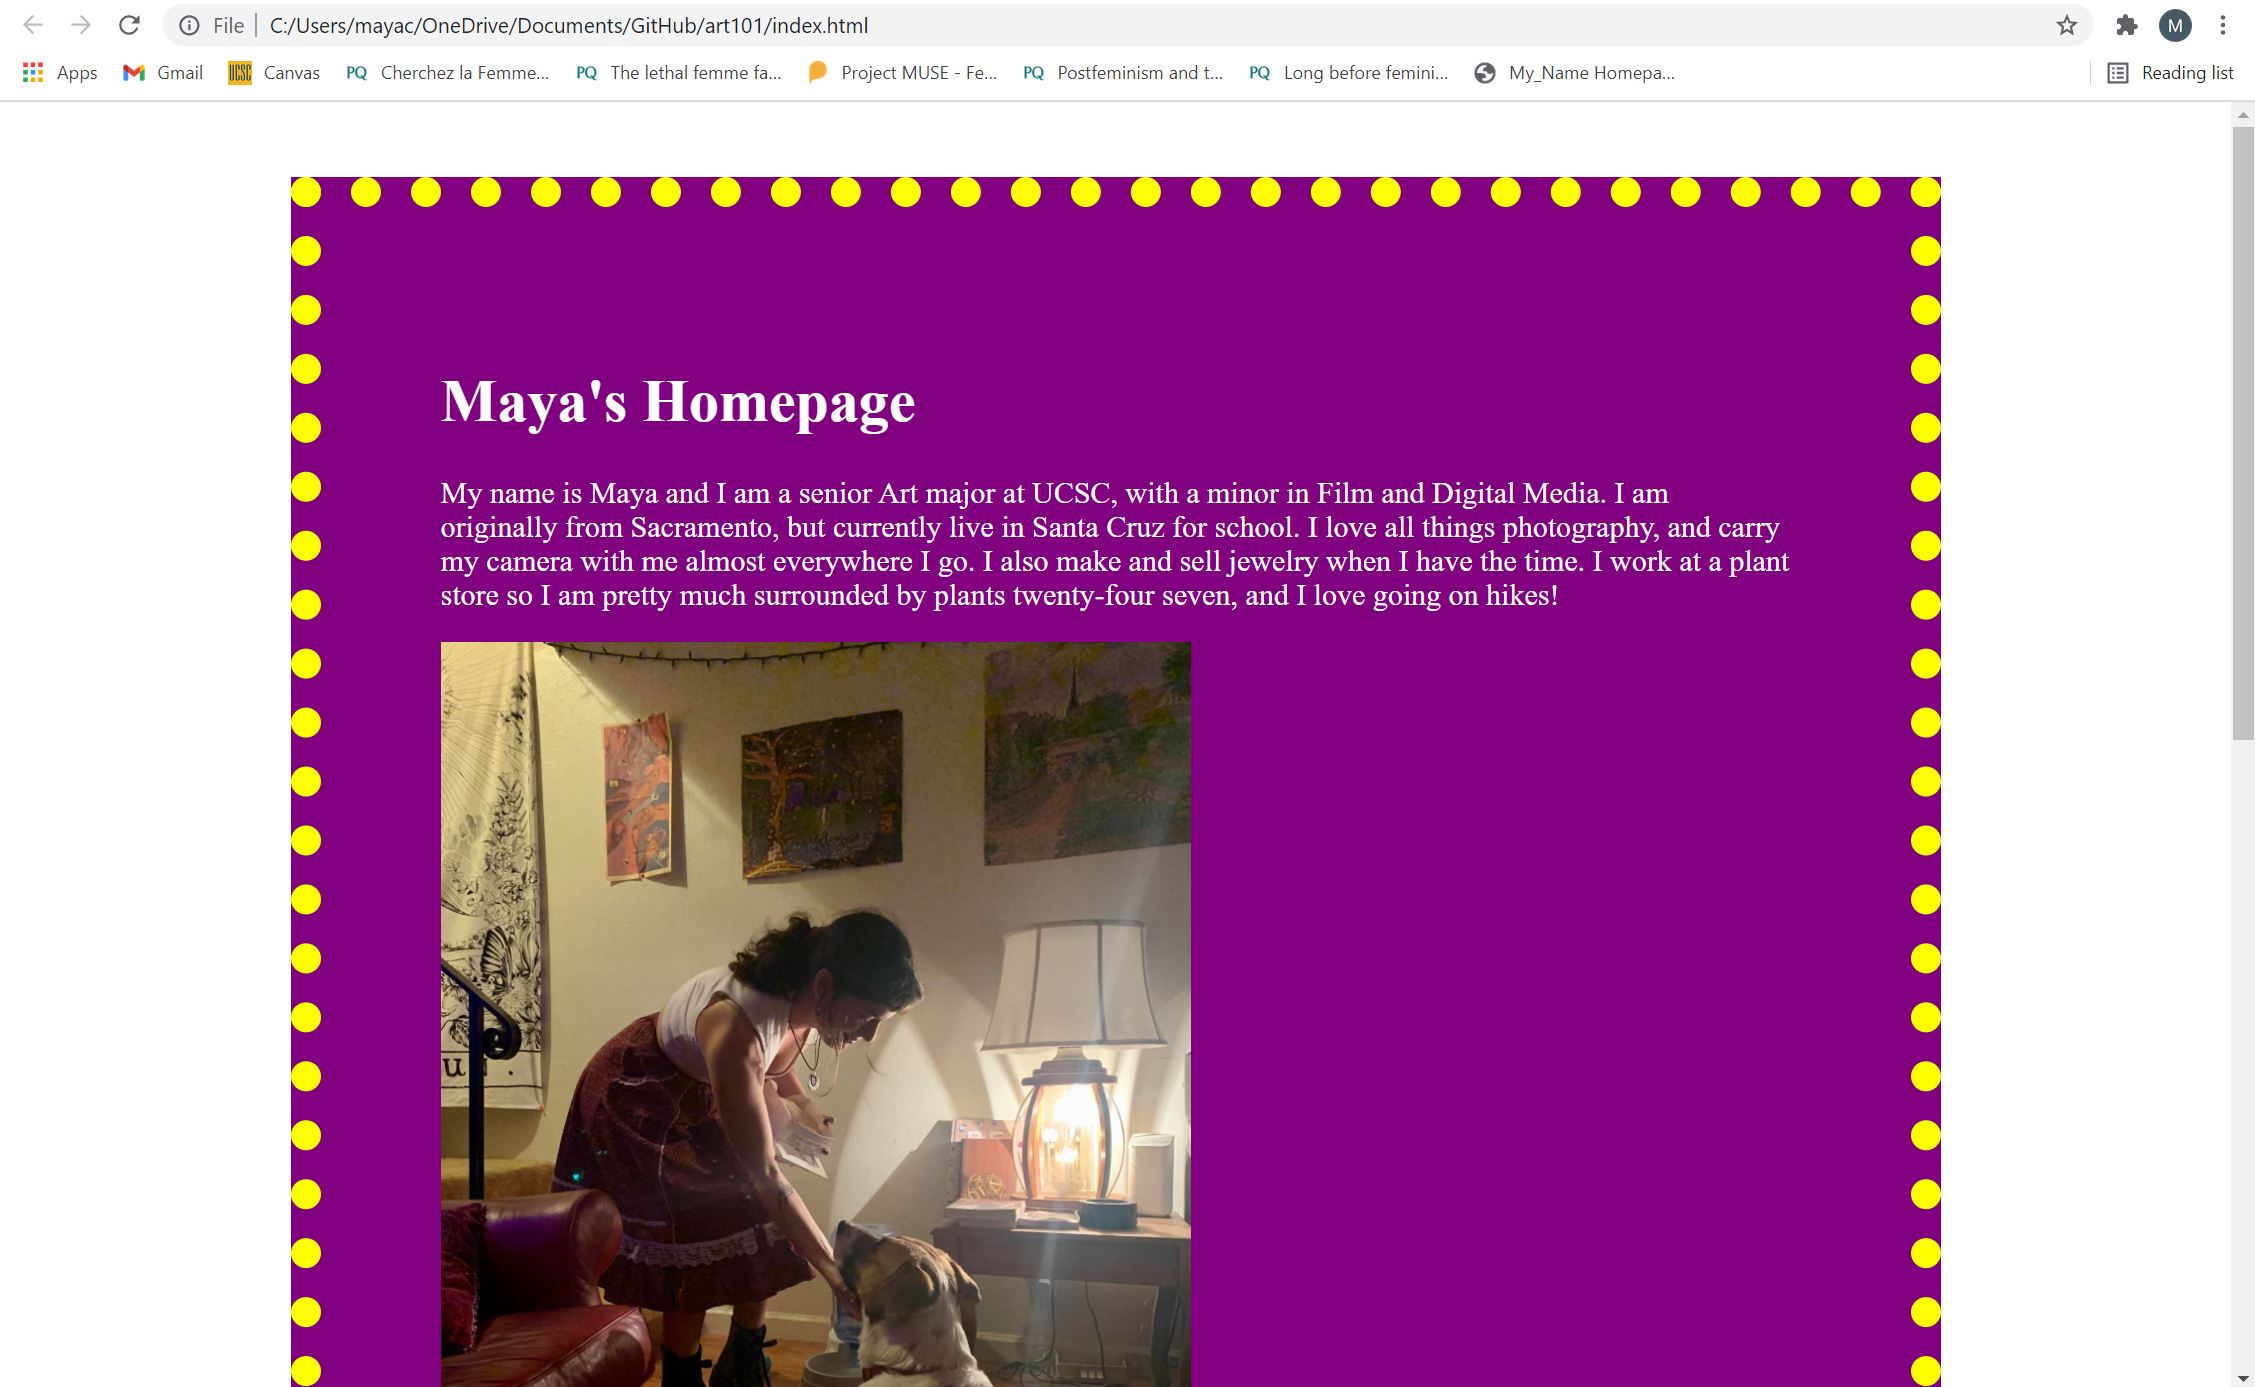 File C:/Users/mayac/OneDrive/Documents/GitHub/art101/index.html M
Apps Gmail UCSC Canvas PQ Cherchez la Femme... PQ The lethal femme fa... Project MUSE - Fe... PQ Postfeminism and t... PQ Long before femini... My_Name Homepa... Reading list
Maya's Homepage
My name is Maya and I am a senior Art major at UCSC, with a minor in Film and Digital Media. I am
originally from Sacramento, but currently live in Santa Cruz for school. I love all things photography, and carry
my camera with me almost everywhere I go. I also make and sell jewelry when I have the time. I work at a plant
store so I am pretty much surrounded by plants twenty-four seven, and I love going on hikes!